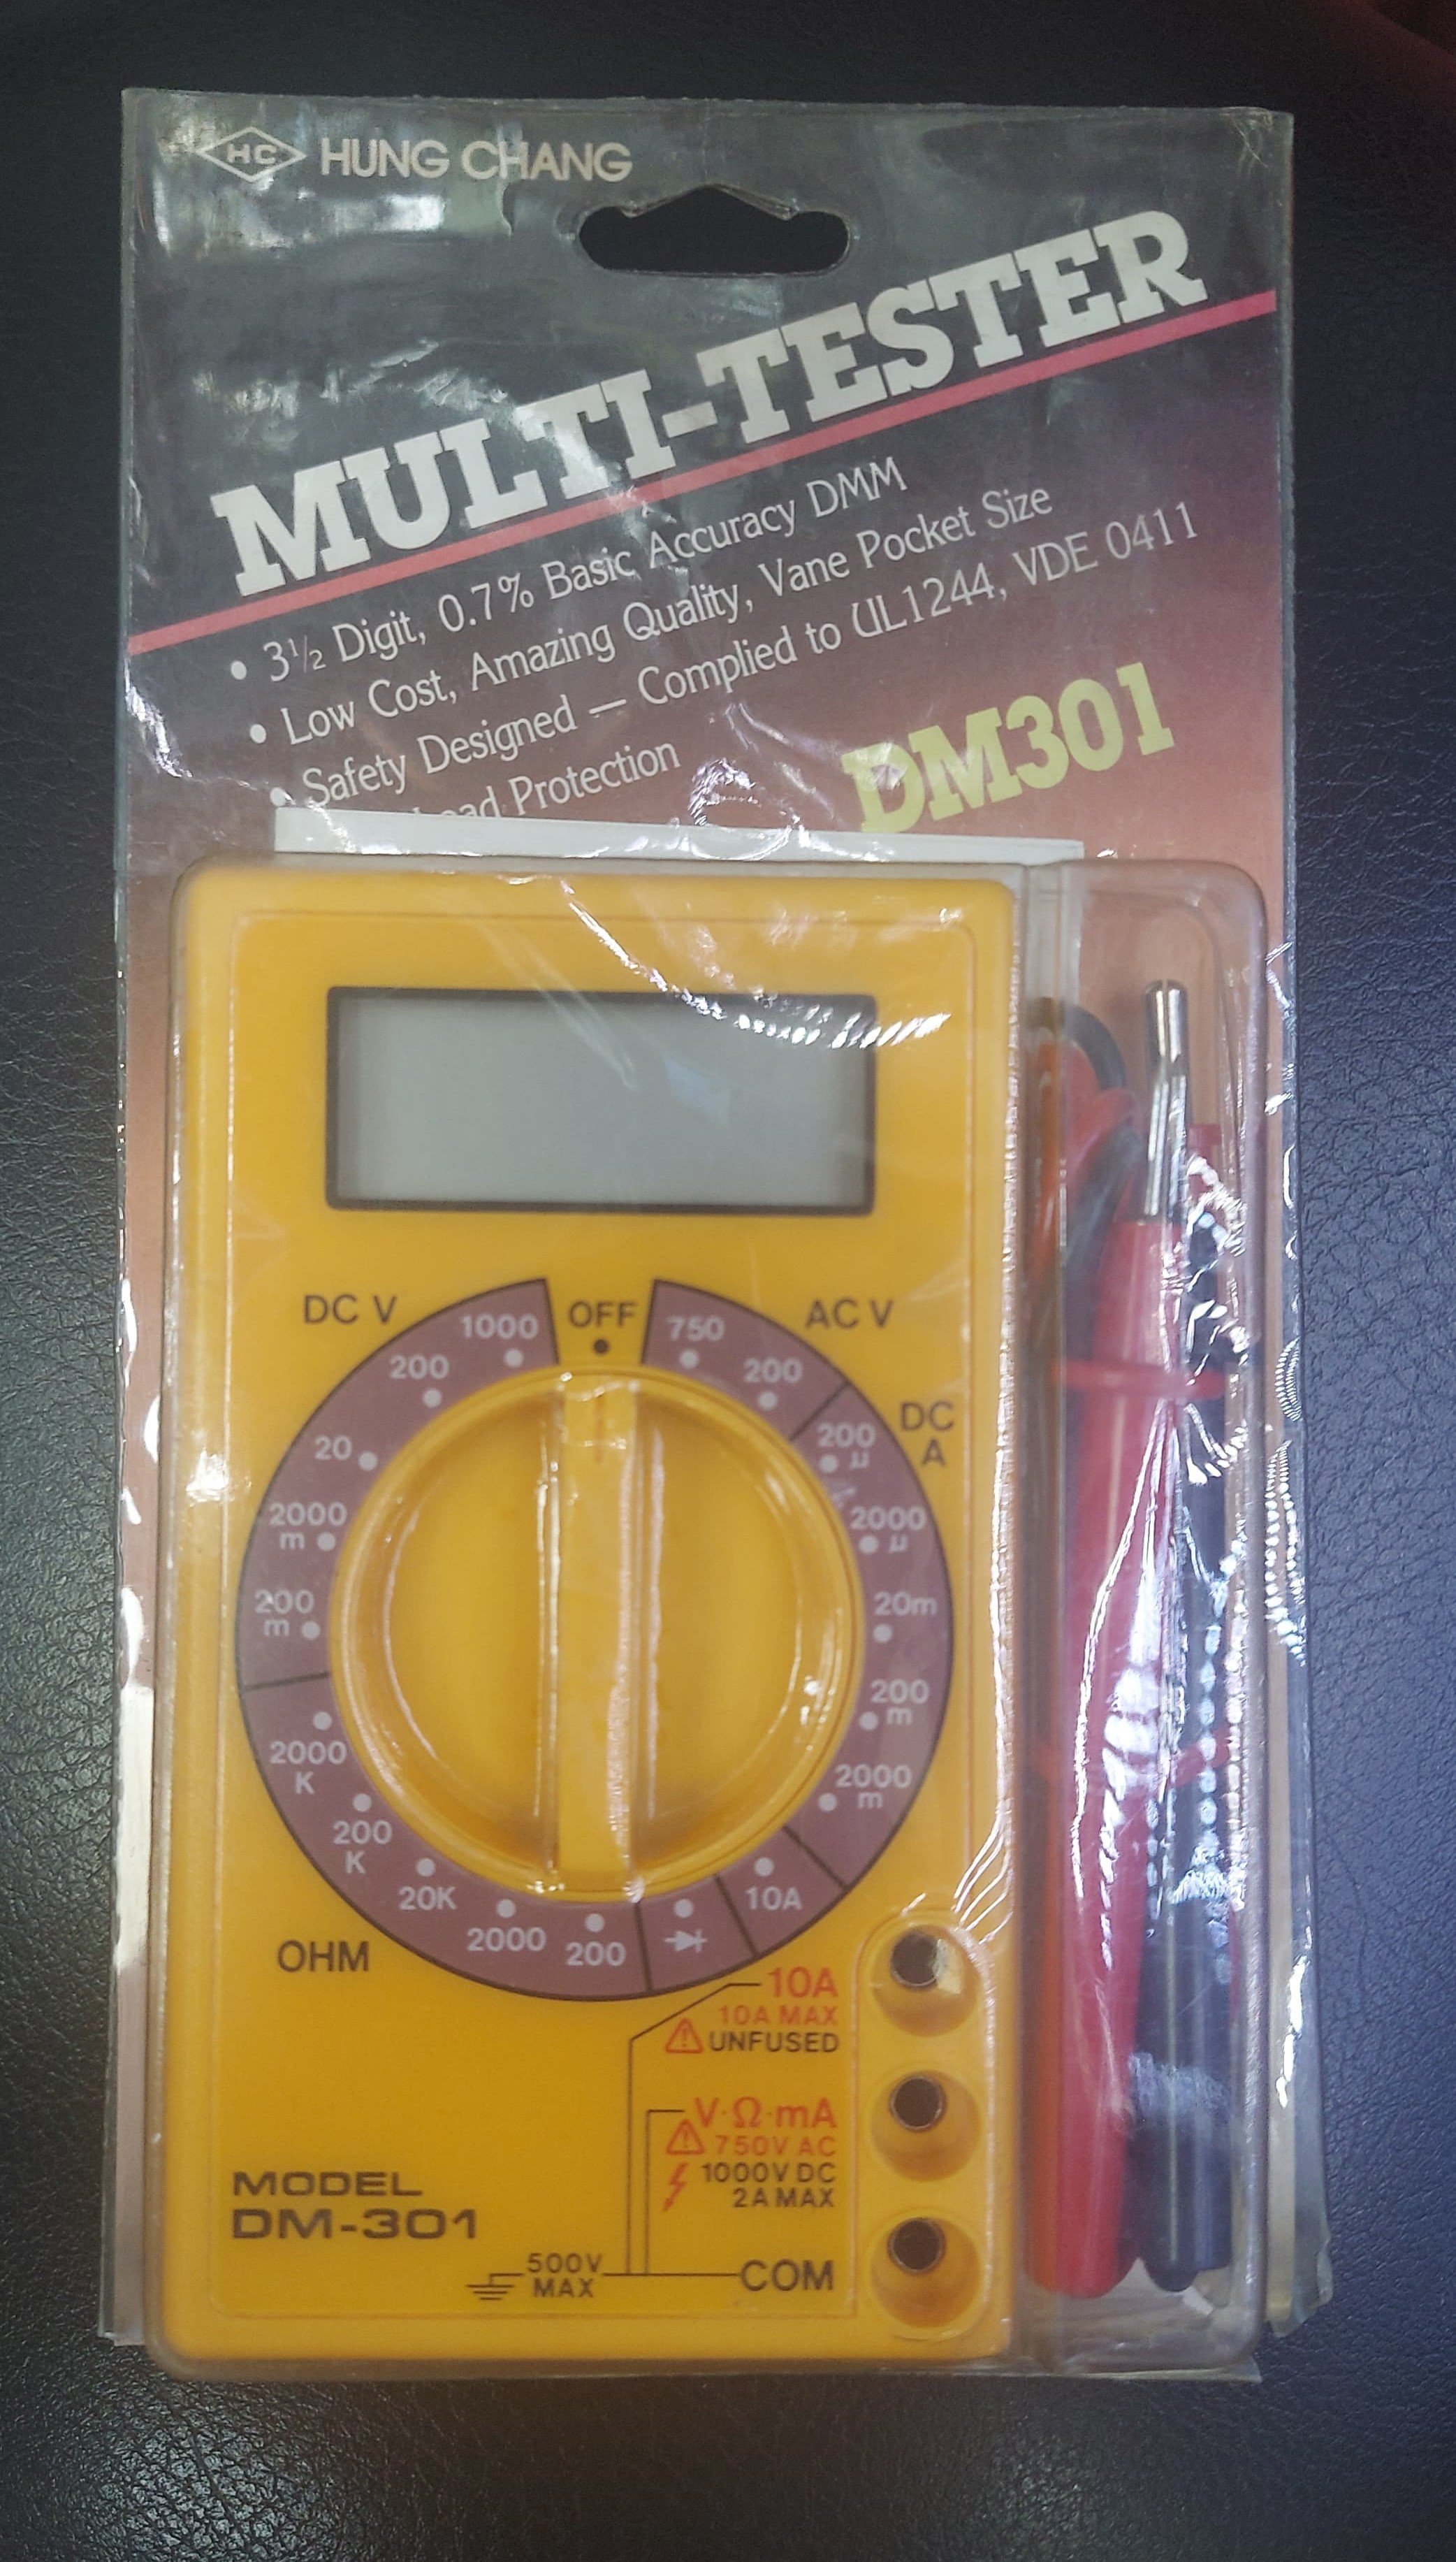 HC HUNG CHANG
MULTI-TESTER
• 3½ Digit, 0.7% Basic Accuracy DMM
• Low Cost, Amazing Quality, Vane Pocket Size
• Safety Designed — Complied to UL1244, VDE 0411
Protection
DM301
DC V
OFF
AC V
1000
750
200
200
20
DC
A
200
µ
2000
m
2000
µ
200
m
20m
2000
K
200
m
200
K
2000
m
20K
2000
200
10A
OHM
10A
10A MAX
UNFUSED
V·Ω·mA
750V AC
1000V DC
2A MAX
MODEL
DM-301
500V
MAX
COM